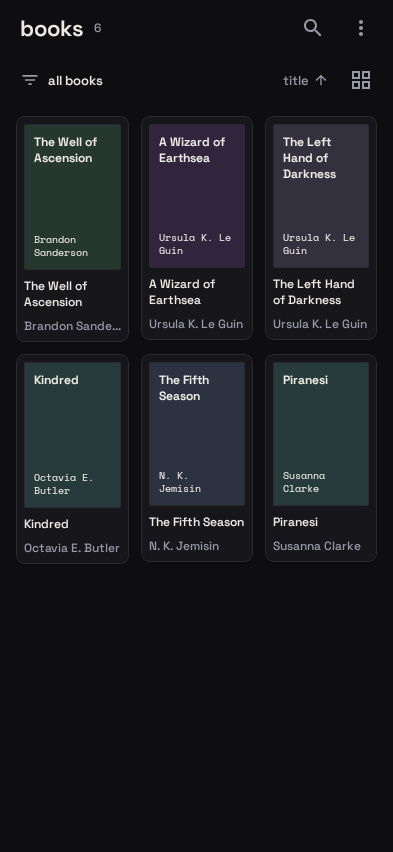 books 6
all books
title ↑
The Well of
Ascension
Brandon
Sanderson
The Well of
Ascension
Brandon Sande...
A Wizard of
Earthsea
Ursula K. Le
Guin
A Wizard of
Earthsea
Ursula K. Le Guin
The Left
Hand of
Darkness
Ursula K. Le
Guin
The Left Hand
of Darkness
Ursula K. Le Guin
Kindred
Octavia E.
Butler
Kindred
Octavia E. Butler
The Fifth
Season
N. K.
Jemisin
The Fifth Season
N. K. Jemisin
Piranesi
Susanna
Clarke
Piranesi
Susanna Clarke